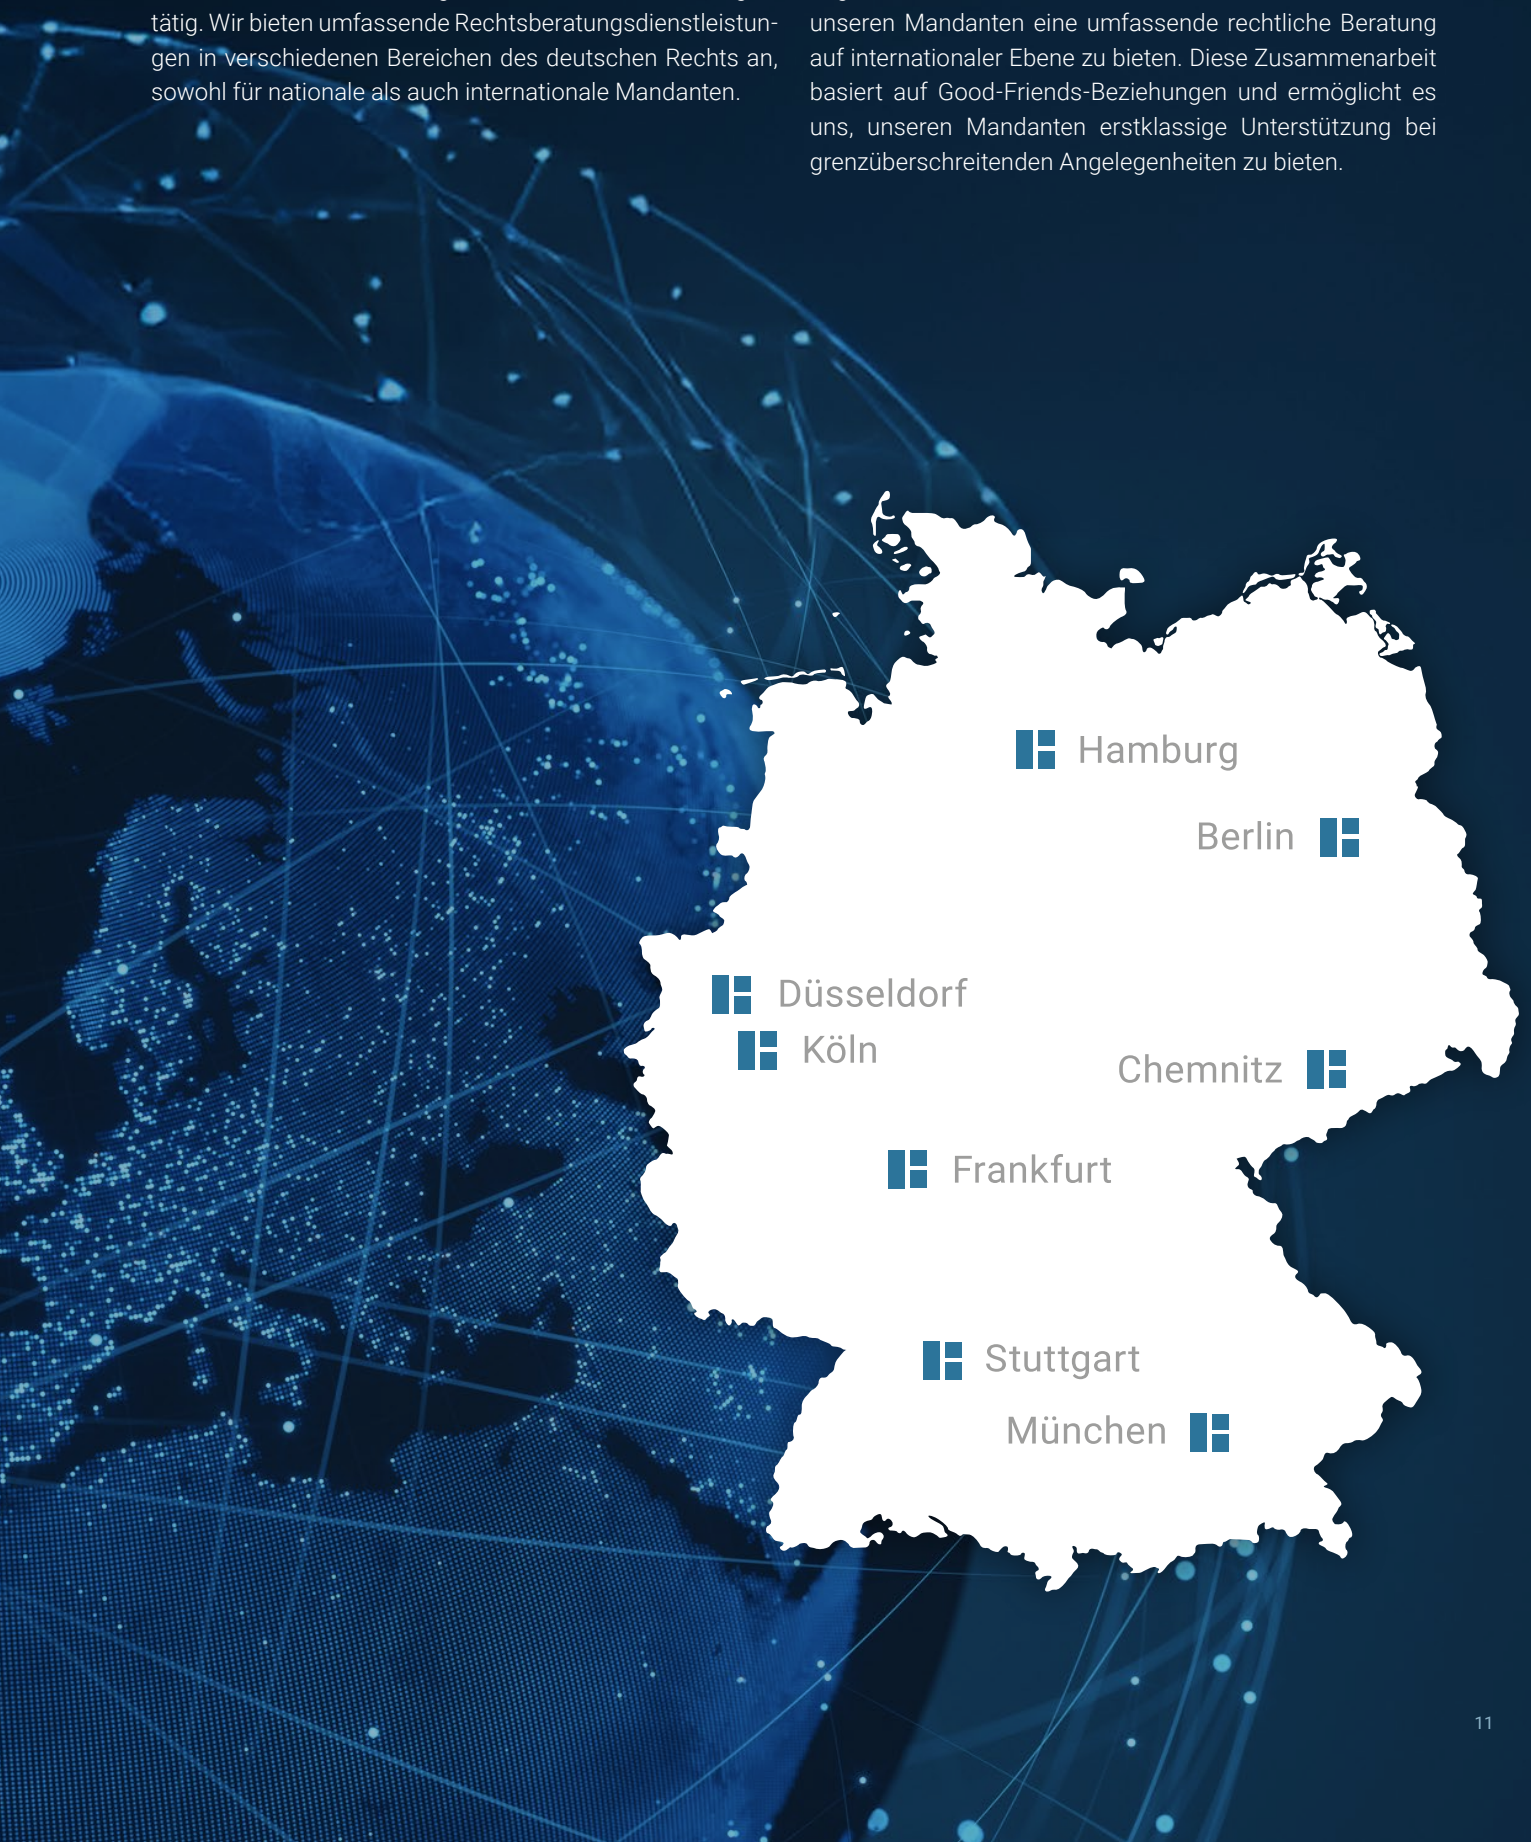 tätig. Wir bieten umfassende Rechtsberatungsdienstleistun-
gen in verschiedenen Bereichen des deutschen Rechts an,
sowohl für nationale als auch internationale Mandanten.
unseren Mandanten eine umfassende rechtliche Beratung
auf internationaler Ebene zu bieten. Diese Zusammenarbeit
basiert auf Good-Friends-Beziehungen und ermöglicht es
uns, unseren Mandanten erstklassige Unterstützung bei
grenzüberschreitenden Angelegenheiten zu bieten.
Hamburg
Berlin
Düsseldorf
Köln
Chemnitz
Frankfurt
Stuttgart
München
11